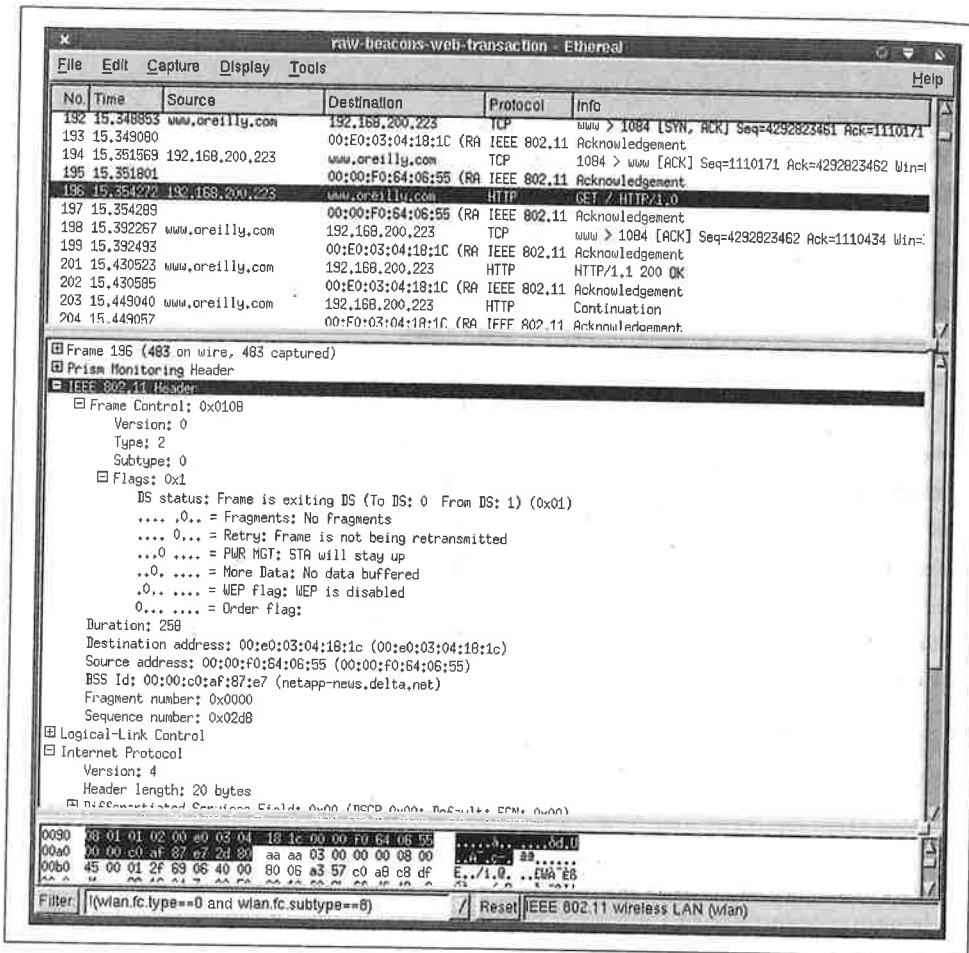 raw-beacons-web-transaction - Ethereal
File Edit Capture Display Tools Help
No. Time Source Destination Protocol Info
192 15.348853 www.oreilly.com 192.168.200.223 TCP www > 1084 [SYN, ACK] Seq=4292823461 Ack=1110171
193 15.349080 00:E0:03:04:18:1C (RA IEEE 802.11 Acknowledgement
194 15.351569 192.168.200.223 www.oreilly.com TCP 1084 > www [ACK] Seq=1110171 Ack=4292823462 Win=
195 15.351801 00:00:F0:64:06:55 (RA IEEE 802.11 Acknowledgement
196 15.354272 192.168.200.223 www.oreilly.com HTTP GET / HTTP/1.0
197 15.354289 00:00:F0:64:06:55 (RA IEEE 802.11 Acknowledgement
198 15.392267 www.oreilly.com 192.168.200.223 TCP www > 1084 [ACK] Seq=4292823462 Ack=1110434 Win=
199 15.392493 00:E0:03:04:18:1C (RA IEEE 802.11 Acknowledgement
201 15.430523 www.oreilly.com 192.168.200.223 HTTP HTTP/1.1 200 OK
202 15.430585 00:E0:03:04:18:1C (RA IEEE 802.11 Acknowledgement
203 15.449040 www.oreilly.com 192.168.200.223 HTTP Continuation
204 15.449057 00:E0:03:04:18:1C (RA IEEE 802.11 Acknowledgement
Frame 196 (483 on wire, 483 captured)
Prism Monitoring Header
IEEE 802.11 Header
Frame Control: 0x0108
Version: 0
Type: 2
Subtype: 0
Flags: 0x1
DS status: Frame is exiting DS (To DS: 0 From DS: 1) (0x01)
.... .0.. = Fragments: No fragments
.... 0... = Retry: Frame is not being retransmitted
...0 .... = PWR MGT: STA will stay up
..0. .... = More Data: No data buffered
.0.. .... = WEP flag: WEP is disabled
0... .... = Order flag:
Duration: 258
Destination address: 00:e0:03:04:18:1c (00:e0:03:04:18:1c)
Source address: 00:00:f0:64:06:55 (00:00:f0:64:06:55)
BSS Id: 00:00:c0:af:87:e7 (netapp-news.delta.net)
Fragment number: 0x0000
Sequence number: 0x02d8
Logical-Link Control
Internet Protocol
Version: 4
Header length: 20 bytes
Differentiated Services Field: 0x00 (DSCP 0x00: Default; ECN: 0x00)
0090 08 01 01 02 00 e0 03 04 18 1c 00 00 f0 64 06 55
00a0 00 00 c0 af 87 e7 2d 80 aa aa 03 00 00 00 08 00
00b0 45 00 01 2f 69 06 40 00 80 06 a3 57 c0 a8 c8 df E../i.@. ..£WÀ¨Èß
Filter: !(wlan.fc.type==0 and wlan.fc.subtype==8) / Reset IEEE 802.11 wireless LAN (wlan)